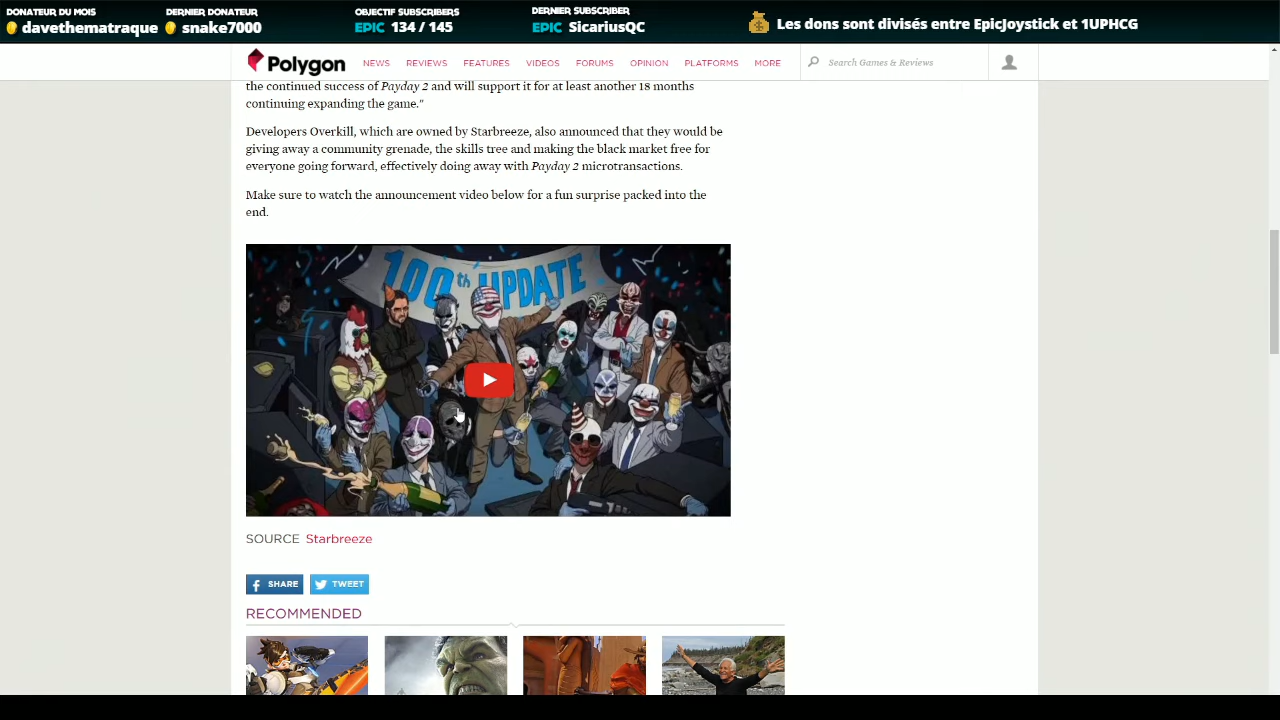 DONATEUR DU MOIS
davethematraque
DERNIER DONATEUR
snake7000
OBJECTIF SUBSCRIBERS
EPIC 134 / 145
DERNIER SUBSCRIBER
EPIC SicariusQC
Les dons sont divisés entre EpicJoystick et 1UPHCG
Polygon
NEWS REVIEWS FEATURES VIDEOS FORUMS OPINION PLATFORMS MORE
Search Games & Reviews
the continued success of Payday 2 and will support it for at least another 18 months
continuing expanding the game."
Developers Overkill, which are owned by Starbreeze, also announced that they would be
giving away a community grenade, the skills tree and making the black market free for
everyone going forward, effectively doing away with Payday 2 microtransactions.
Make sure to watch the announcement video below for a fun surprise packed into the
end.
100th UPDATE
SOURCE Starbreeze
SHARE
TWEET
RECOMMENDED